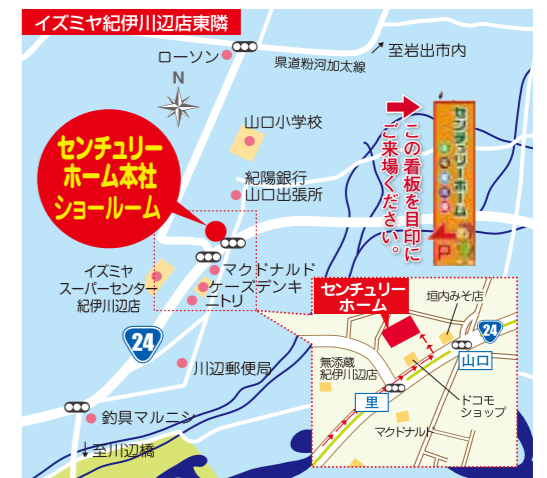 イズミヤ紀伊川辺店東隣
ローソン
県道粉河加太線
至岩出市内
N
山口小学校
センチュリー
ホーム本社
ショールーム
紀陽銀行
山口出張所
この看板を目印に
ご来場ください。
センチュリーホーム
P
イズミヤ
スーパーセンター
紀伊川辺店
マクドナルド
ケーズデンキ
ニトリ
24
川辺郵便局
釣具マルニシ
至川辺橋
センチュリー
ホーム
垣内みそ店
24
山口
無添蔵
紀伊川辺店
里
ドコモ
ショップ
マクドナルド